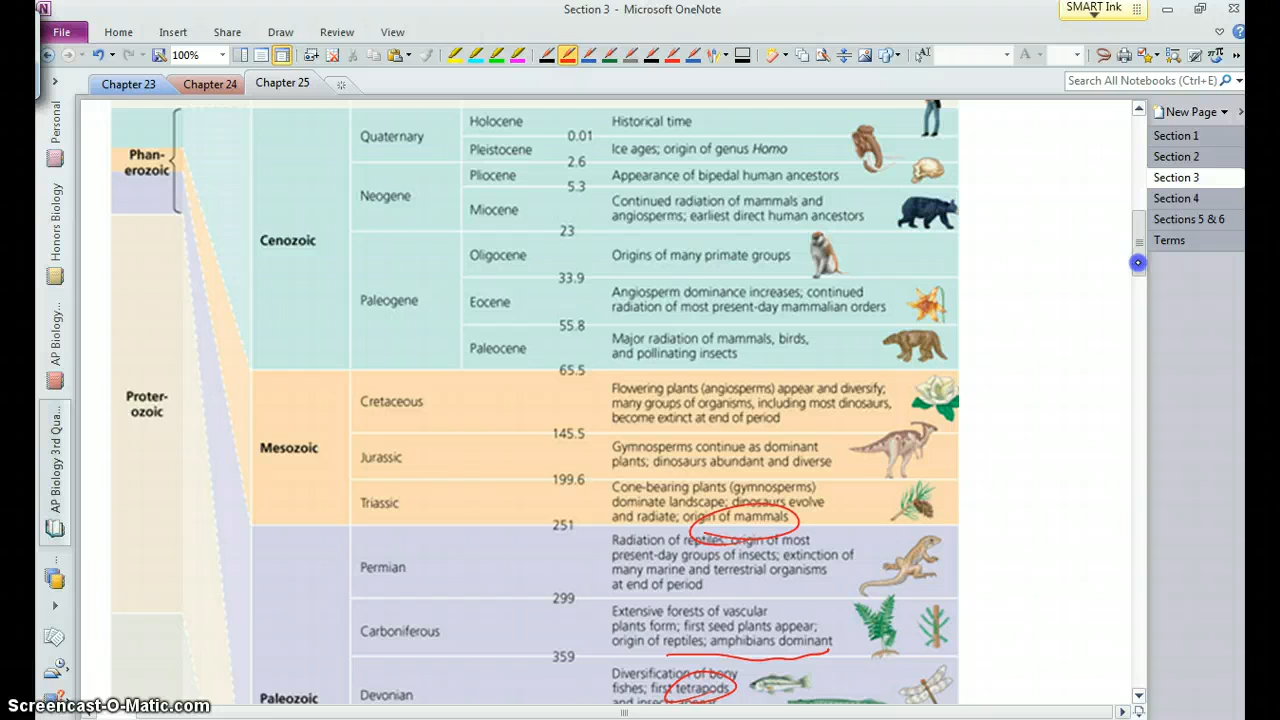 Section 3 - Microsoft OneNote
SMART Ink
File Home Insert Share Draw Review View
100%
Chapter 23 Chapter 24 Chapter 25
Search All Notebooks (Ctrl+E)
New Page
Section 1
Section 2
Section 3
Section 4
Sections 5 & 6
Terms
Personal
Honors Biology
AP Biology...
AP Biology 3rd Qua...
Phan-
erozoic
Proter-
ozoic
Cenozoic
Quaternary
Holocene
Historical time
0.01
Pleistocene
Ice ages; origin of genus Homo
2.6
Neogene
Pliocene
Appearance of bipedal human ancestors
5.3
Miocene
Continued radiation of mammals and
angiosperms; earliest direct human ancestors
23
Paleogene
Oligocene
Origins of many primate groups
33.9
Eocene
Angiosperm dominance increases; continued
radiation of most present-day mammalian orders
55.8
Paleocene
Major radiation of mammals, birds,
and pollinating insects
65.5
Mesozoic
Cretaceous
Flowering plants (angiosperms) appear and diversify;
many groups of organisms, including most dinosaurs,
become extinct at end of period
145.5
Jurassic
Gymnosperms continue as dominant
plants; dinosaurs abundant and diverse
199.6
Triassic
Cone-bearing plants (gymnosperms)
dominate landscape; dinosaurs evolve
and radiate; origin of mammals
251
Paleozoic
Permian
Radiation of reptiles; origin of most
present-day groups of insects; extinction of
many marine and terrestrial organisms
at end of period
299
Carboniferous
Extensive forests of vascular
plants form; first seed plants appear;
origin of reptiles; amphibians dominant
359
Devonian
Diversification of bony
fishes; first tetrapods
and insects appear
Screencast-O-Matic.com